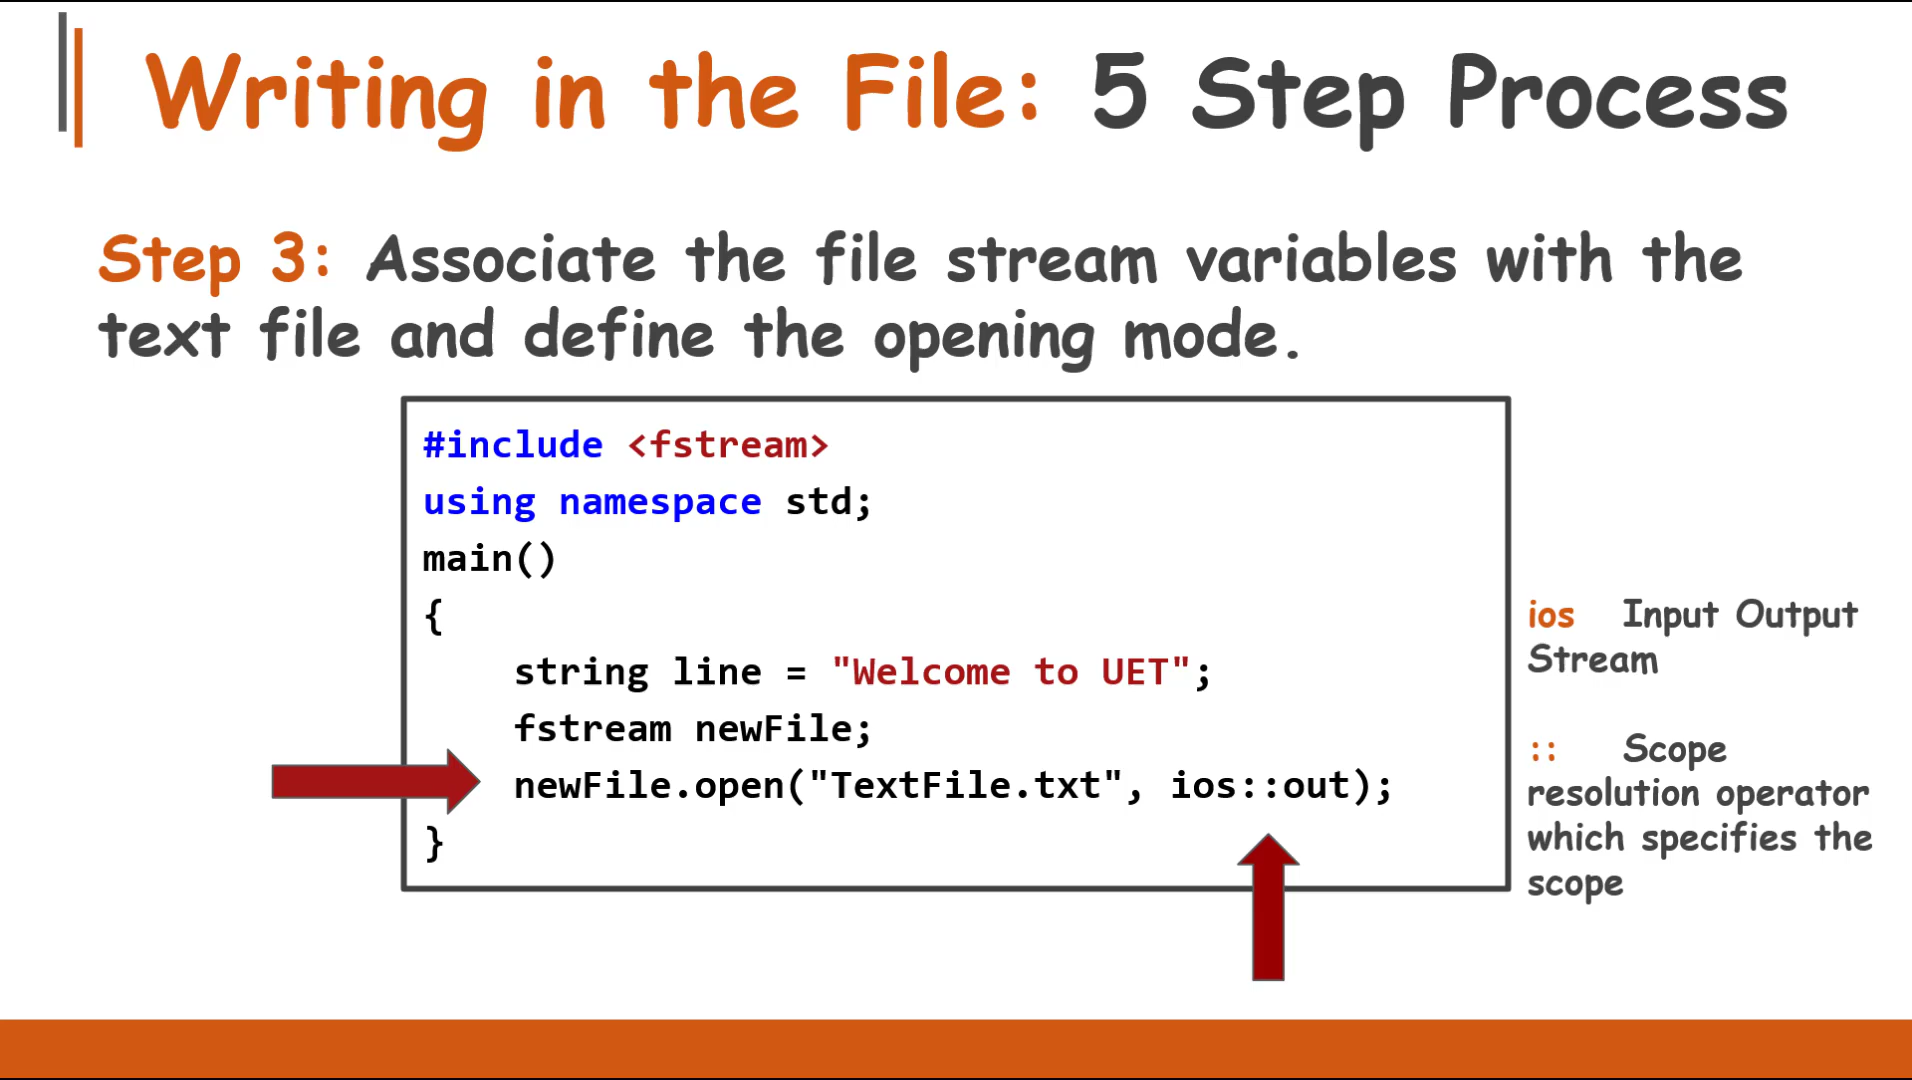 Writing in the File: 5 Step Process
Step 3: Associate the file stream variables with the
text file and define the opening mode.
#include <fstream>
using namespace std;
main()
{
    string line = "Welcome to UET";
    fstream newFile;
    newFile.open("TextFile.txt", ios::out);
}
ios Input Output
Stream
:: Scope
resolution operator
which specifies the
scope